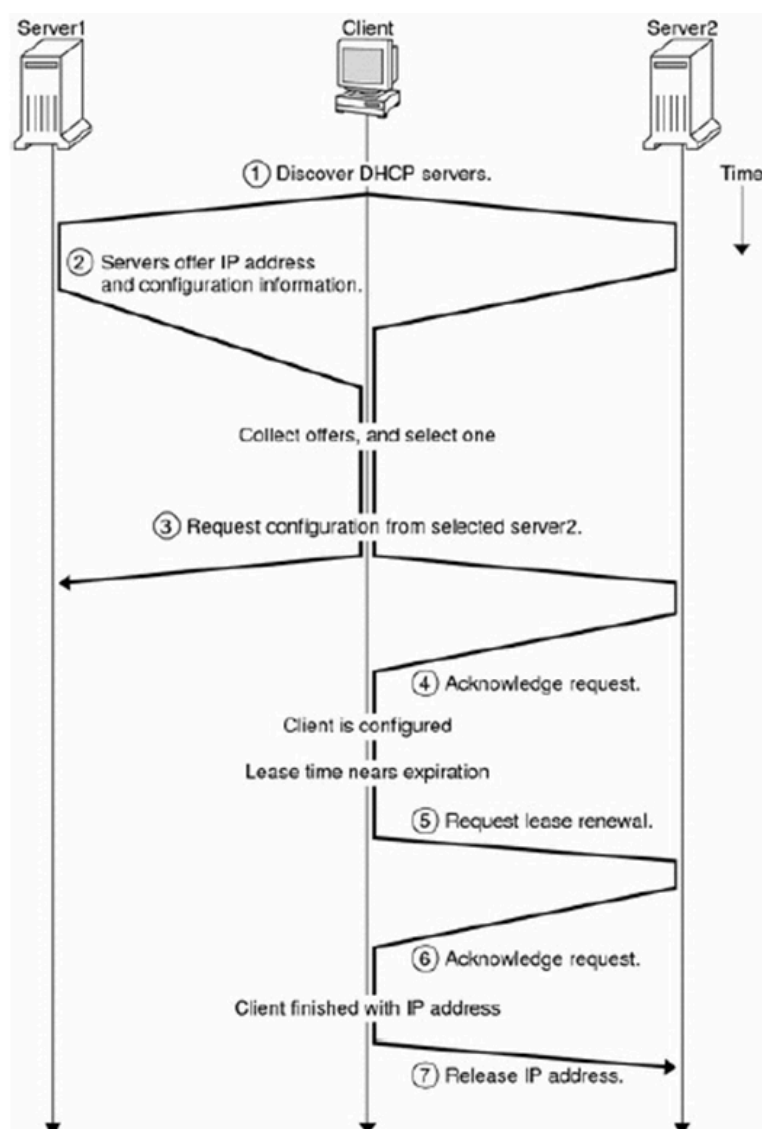 Server1
Client
Server2
① Discover DHCP servers.
Time
② Servers offer IP address
and configuration information.
Collect offers, and select one
③ Request configuration from selected server2.
④ Acknowledge request.
Client is configured
Lease time nears expiration
⑤ Request lease renewal.
⑥ Acknowledge request.
Client finished with IP address
⑦ Release IP address.